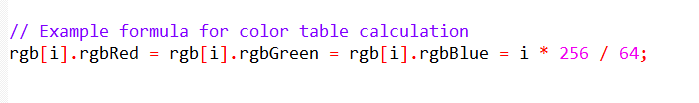 // Example formula for color table calculation
rgb[i].rgbRed = rgb[i].rgbGreen = rgb[i].rgbBlue = i * 256 / 64;